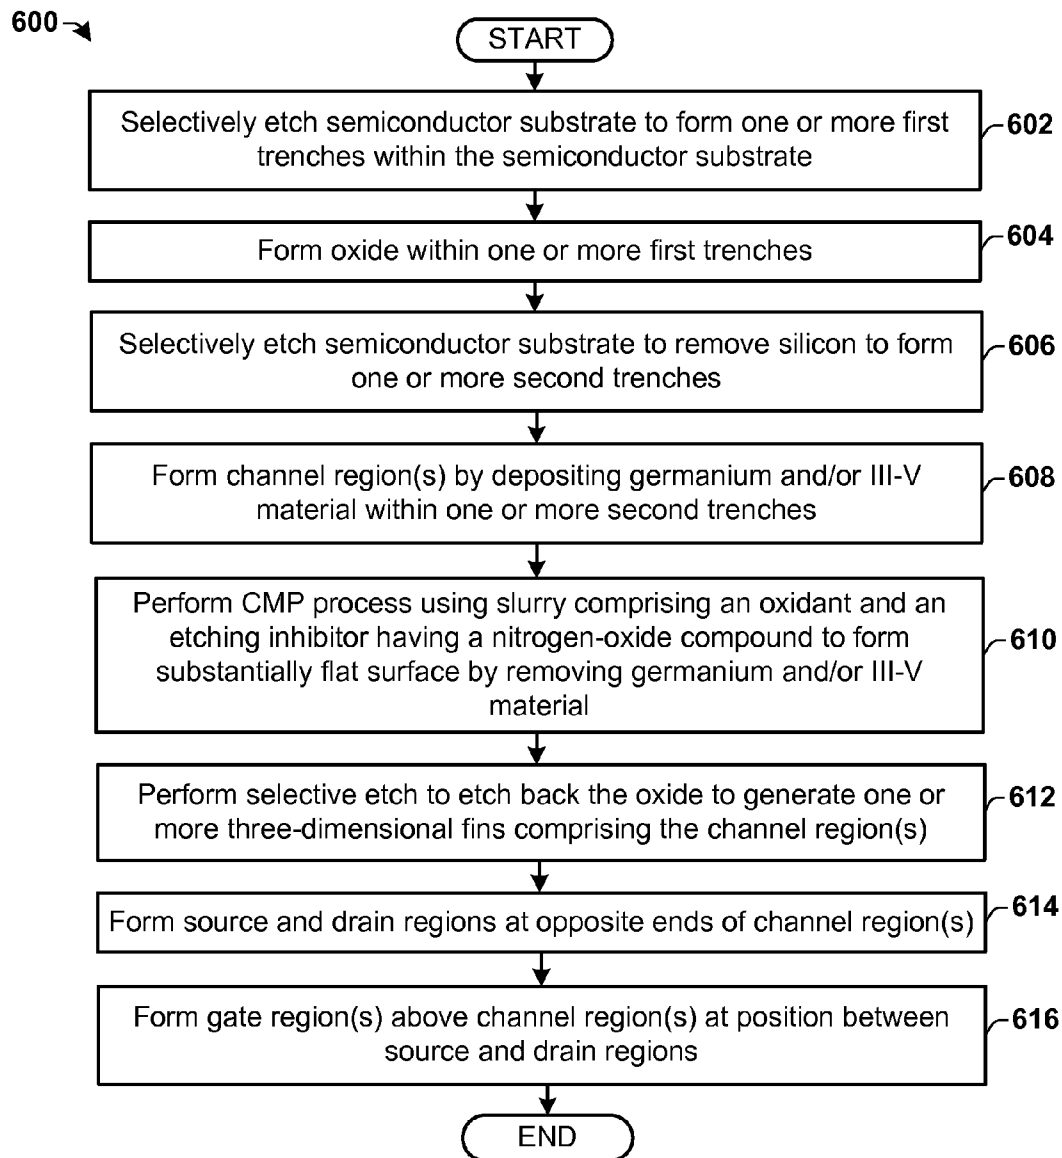 600
START
Selectively etch semiconductor substrate to form one or more first
trenches within the semiconductor substrate
602
Form oxide within one or more first trenches
604
Selectively etch semiconductor substrate to remove silicon to form
one or more second trenches
606
Form channel region(s) by depositing germanium and/or III-V
material within one or more second trenches
608
Perform CMP process using slurry comprising an oxidant and an
etching inhibitor having a nitrogen-oxide compound to form
substantially flat surface by removing germanium and/or III-V
material
610
Perform selective etch to etch back the oxide to generate one or
more three-dimensional fins comprising the channel region(s)
612
Form source and drain regions at opposite ends of channel region(s)
614
Form gate region(s) above channel region(s) at position between
source and drain regions
616
END